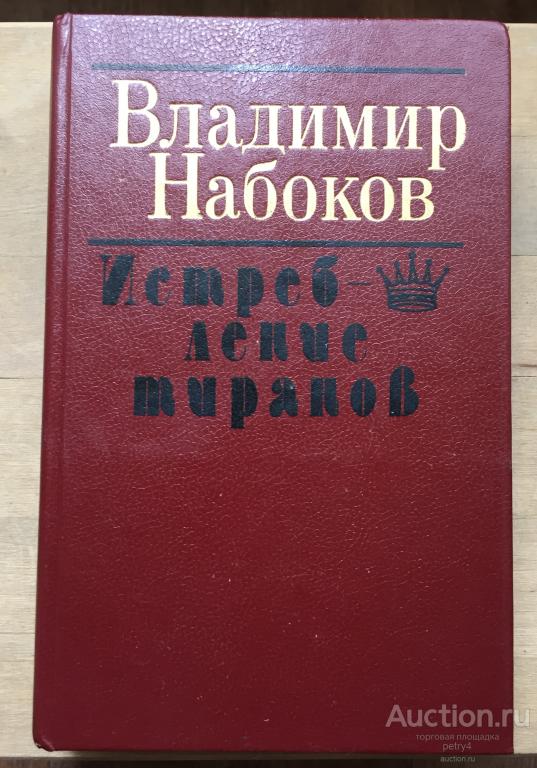 Владимир
Набоков
Истреб-
ление
тиранов
Auction.ru
торговая площадка
petry4
auction.ru